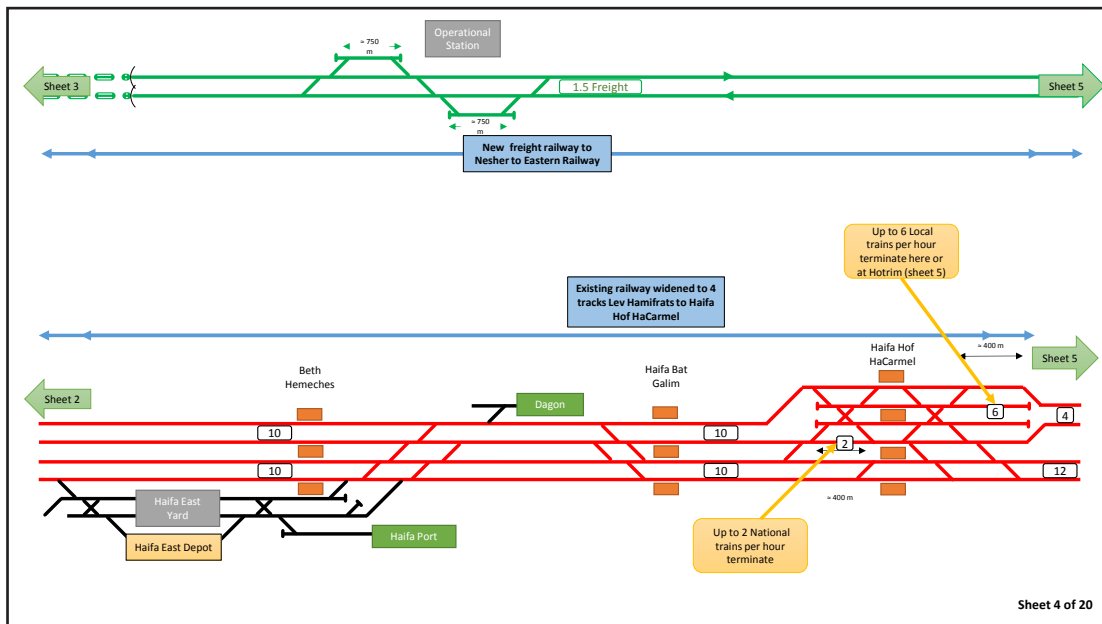 Operational
Station
≈ 750
m
Sheet 3
1.5 Freight
Sheet 5
≈ 750
m
New freight railway to
Nesher to Eastern Railway
Up to 6 Local
trains per hour
terminate here or
at Hotrim (sheet 5)
Existing railway widened to 4
tracks Lev Hamifrats to Haifa
Hof HaCarmel
≈ 400 m
Sheet 5
Haifa Hof
HaCarmel
Beth
Hemeches
Haifa Bat
Galim
Sheet 2
Dagon
6
4
10
10
2
10
10
12
Haifa East
Yard
≈ 400 m
Haifa Port
Haifa East Depot
Up to 2 National
trains per hour
terminate
Sheet 4 of 20